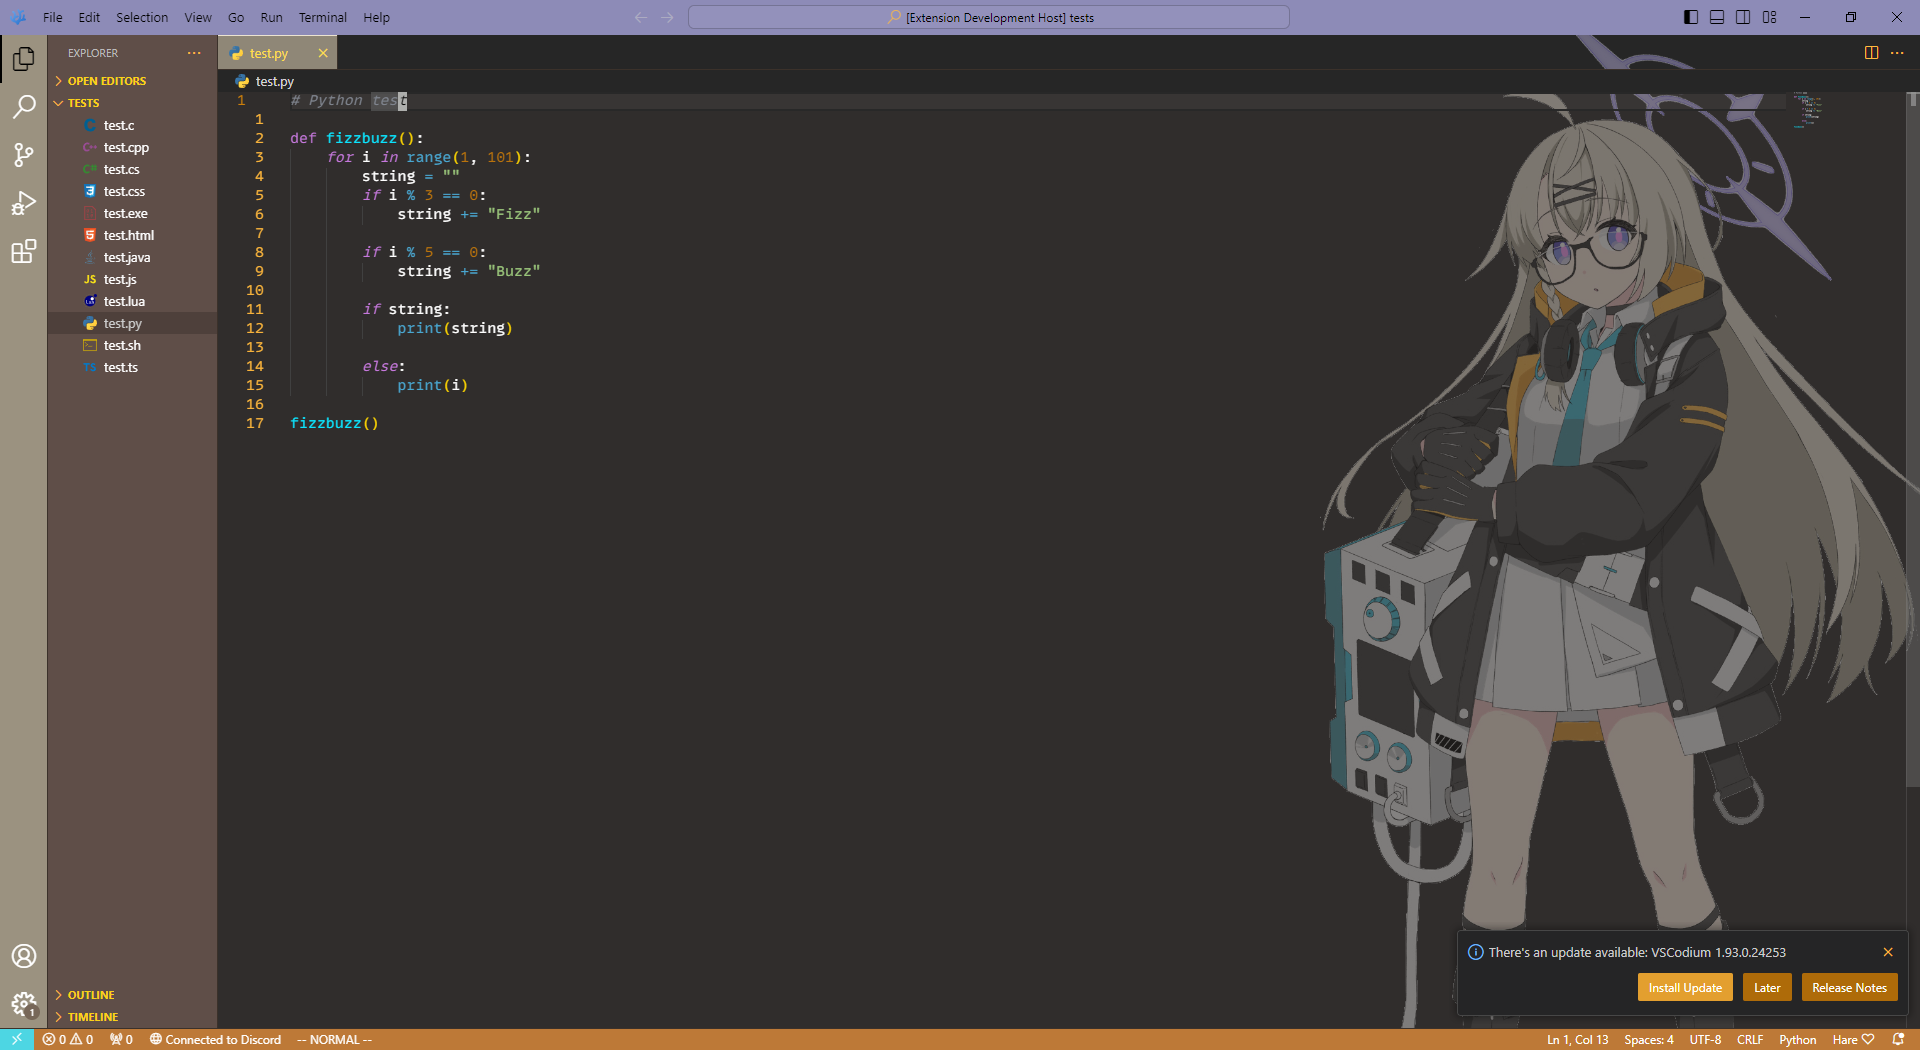 File Edit Selection View Go Run Terminal Help
[Extension Development Host] tests
EXPLORER
test.py
OPEN EDITORS
test.py
TESTS
test.c
test.cpp
test.cs
test.css
test.exe
test.html
test.java
JS test.js
test.lua
test.py
test.sh
TS test.ts
OUTLINE
TIMELINE
1 # Python test
1
2 def fizzbuzz():
3 for i in range(1, 101):
4 string = ""
5 if i % 3 == 0:
6 string += "Fizz"
7
8 if i % 5 == 0:
9 string += "Buzz"
10
11 if string:
12 print(string)
13
14 else:
15 print(i)
16
17 fizzbuzz()
There's an update available: VSCodium 1.93.0.24253
Install Update Later Release Notes
1
0 0 0 Connected to Discord -- NORMAL -- Ln 1, Col 13 Spaces: 4 UTF-8 CRLF Python Hare ♡